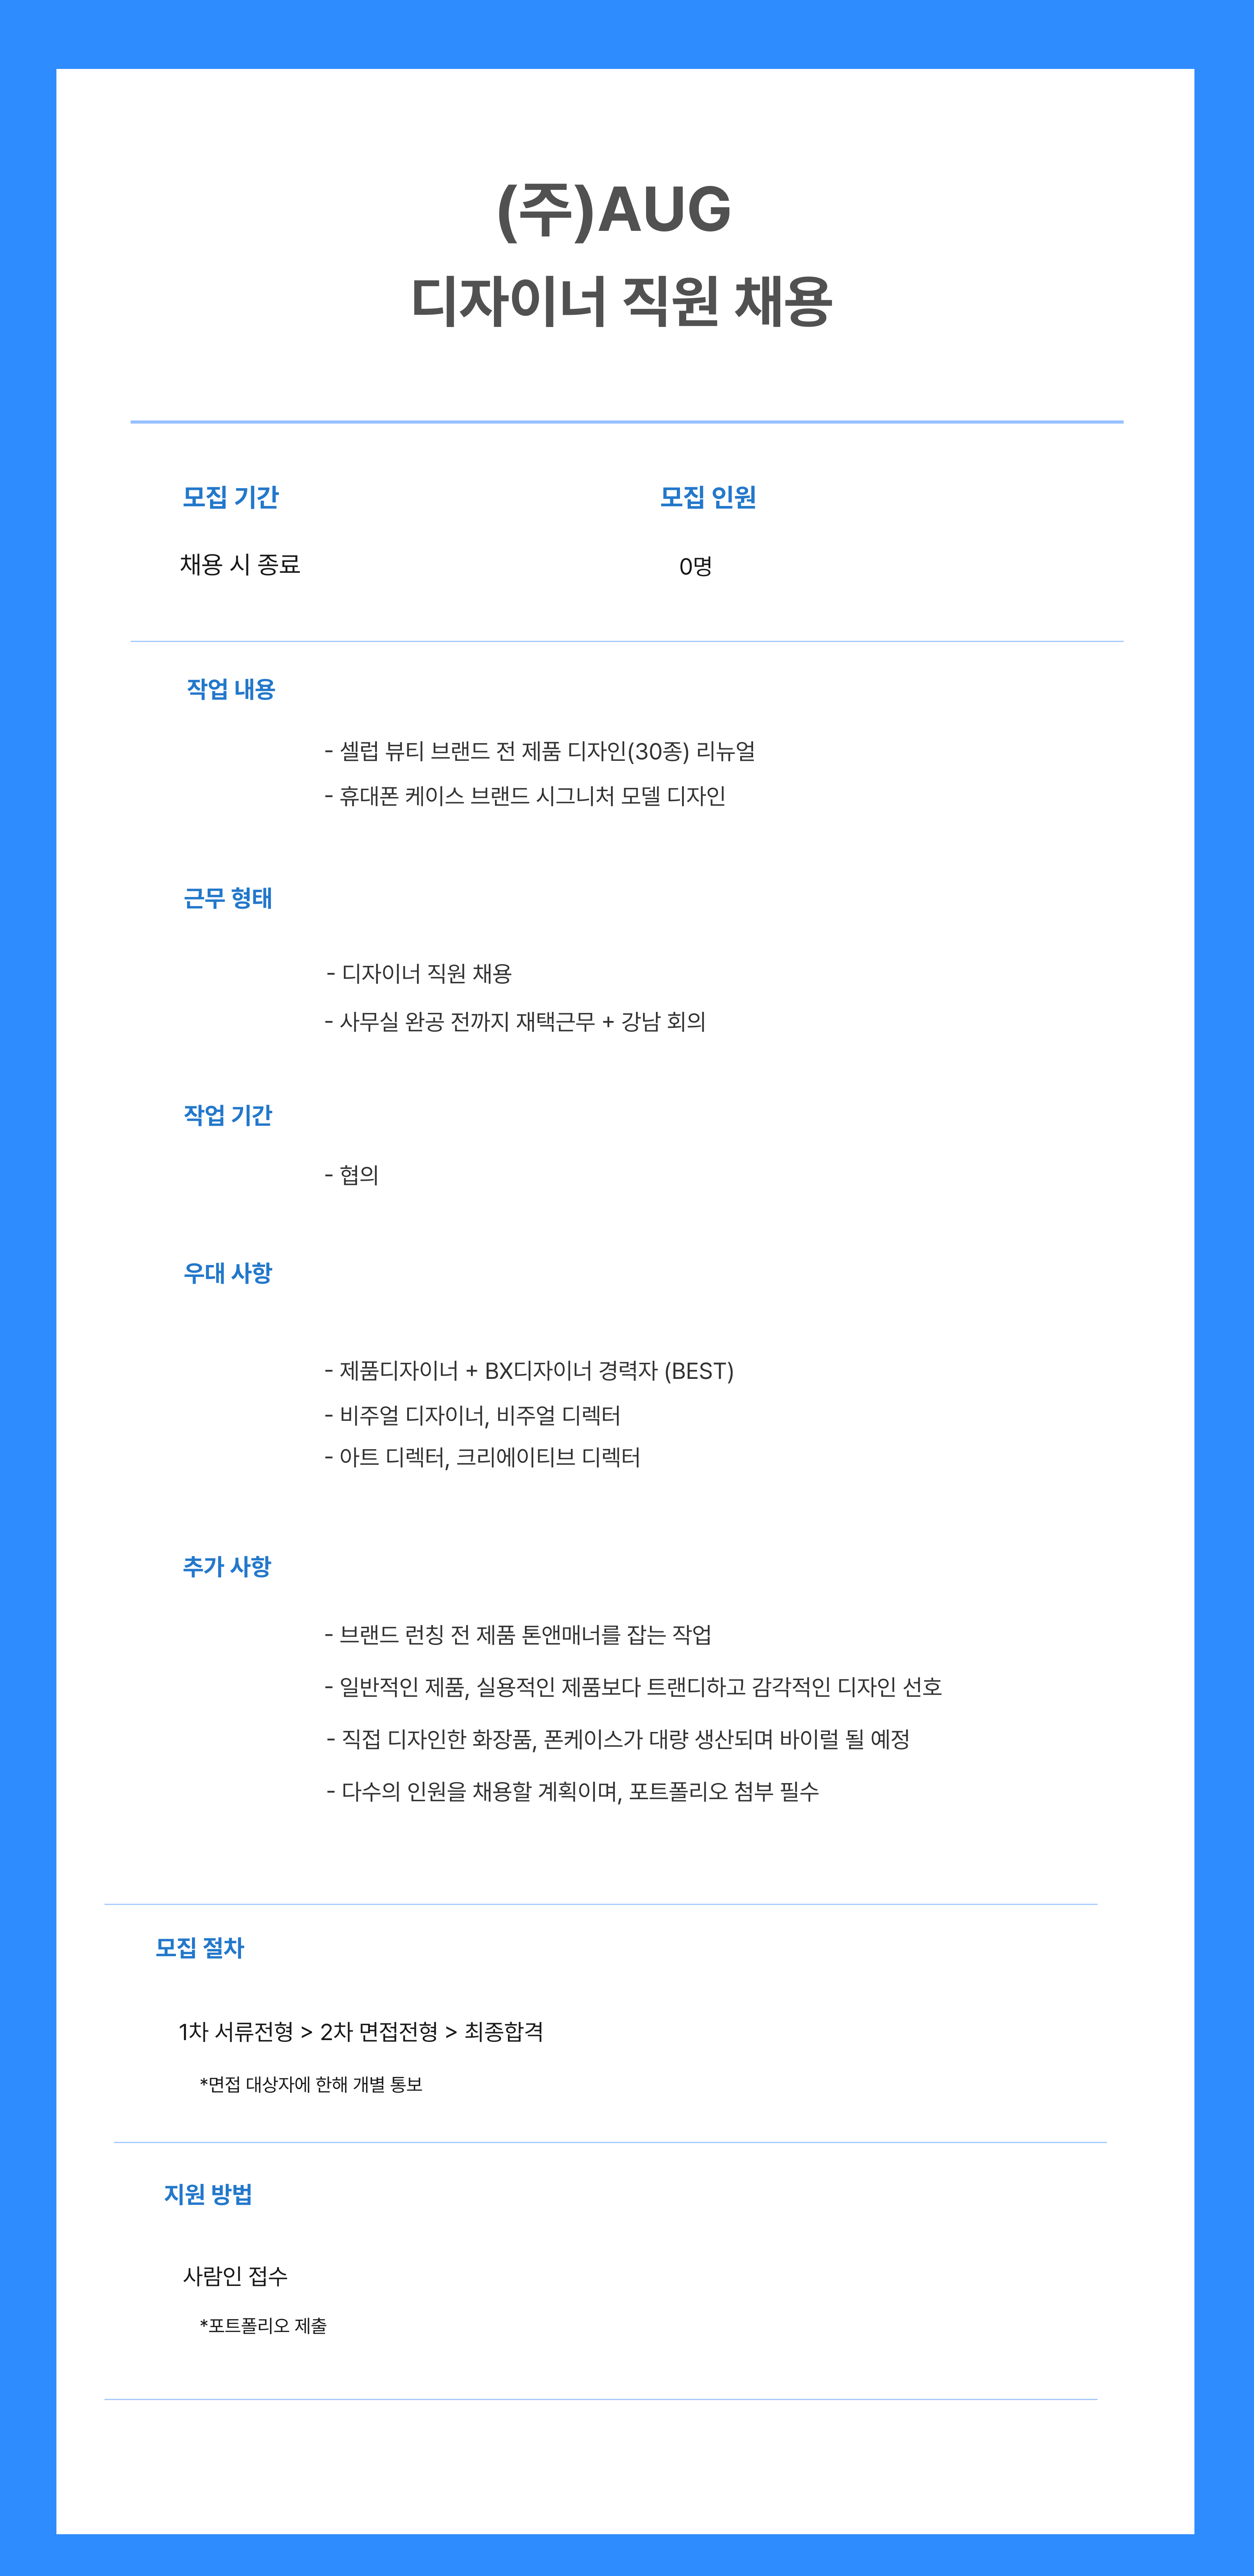 (주)AUG
디자이너 직원 채용
모집 기간
모집 인원
채용 시 종료
0명
작업 내용
- 셀럽 뷰티 브랜드 전 제품 디자인(30종) 리뉴얼
- 휴대폰 케이스 브랜드 시그니처 모델 디자인
근무 형태
- 디자이너 직원 채용
- 사무실 완공 전까지 재택근무 + 강남 회의
작업 기간
- 협의
우대 사항
- 제품디자이너 + BX디자이너 경력자 (BEST)
- 비주얼 디자이너, 비주얼 디렉터
- 아트 디렉터, 크리에이티브 디렉터
추가 사항
- 브랜드 런칭 전 제품 톤앤매너를 잡는 작업
- 일반적인 제품, 실용적인 제품보다 트랜디하고 감각적인 디자인 선호
- 직접 디자인한 화장품, 폰케이스가 대량 생산되며 바이럴 될 예정
- 다수의 인원을 채용할 계획이며, 포트폴리오 첨부 필수
모집 절차
1차 서류전형 > 2차 면접전형 > 최종합격
*면접 대상자에 한해 개별 통보
지원 방법
사람인 접수
*포트폴리오 제출